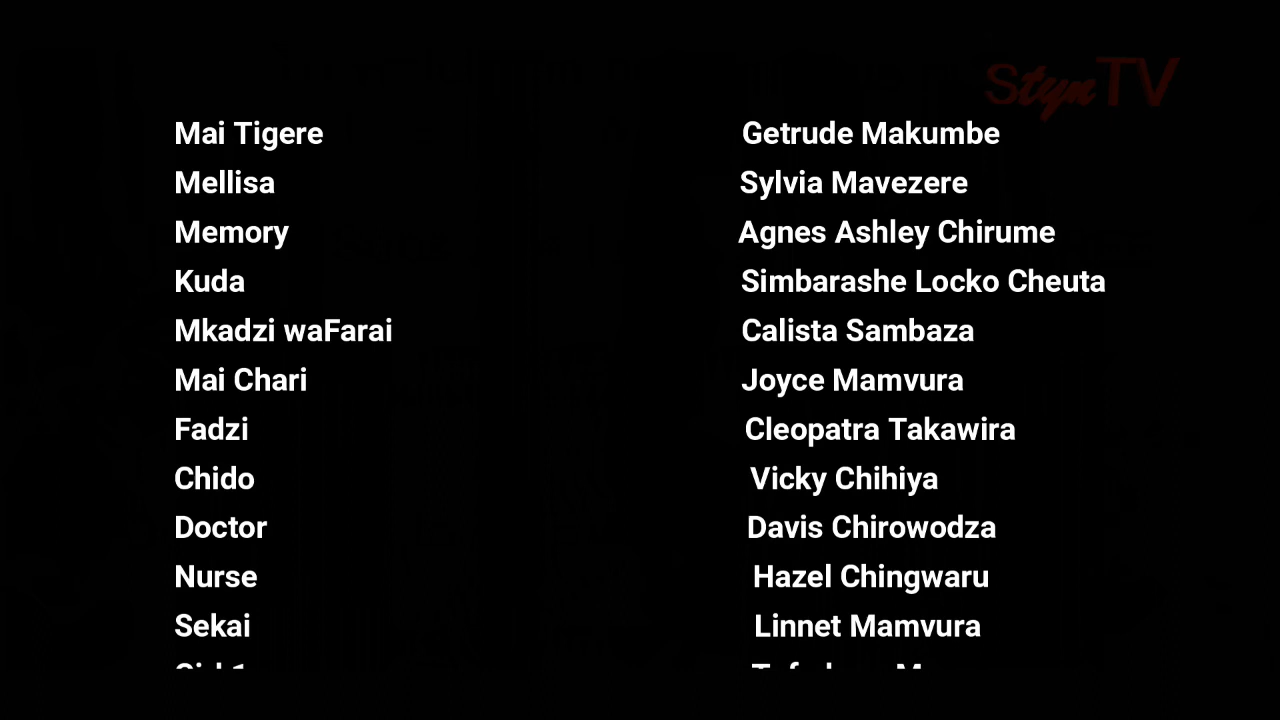 StynTV
Mai Tigere Getrude Makumbe
Mellisa Sylvia Mavezere
Memory Agnes Ashley Chirume
Kuda Simbarashe Locko Cheuta
Mkadzi waFarai Calista Sambaza
Mai Chari Joyce Mamvura
Fadzi Cleopatra Takawira
Chido Vicky Chihiya
Doctor Davis Chirowodza
Nurse Hazel Chingwaru
Sekai Linnet Mamvura